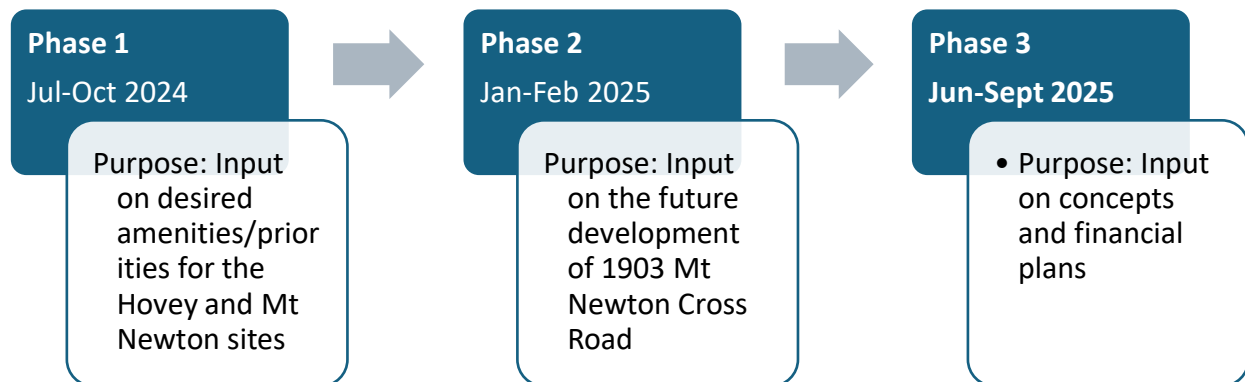 Phase 1
Jul-Oct 2024
Purpose: Input
on desired
amenities/prior
ities for the
Hovey and Mt
Newton sites
Phase 2
Jan-Feb 2025
Purpose: Input
on the future
development
of 1903 Mt
Newton Cross
Road
Phase 3
Jun-Sept 2025
• Purpose: Input
on concepts
and financial
plans